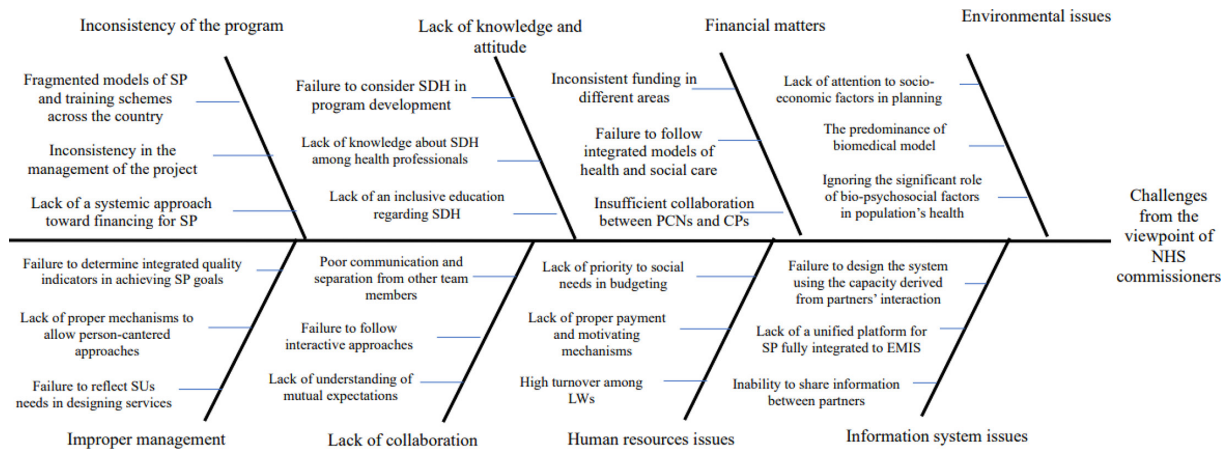 Inconsistency of the program
Lack of knowledge and
attitude
Financial matters
Environmental issues
Fragmented models of SP
and training schemes
across the country
Inconsistency in the
management of the project
Lack of a systemic approach
toward financing for SP
Failure to consider SDH in
program development
Lack of knowledge about SDH
among health professionals
Lack of an inclusive education
regarding SDH
Inconsistent funding in
different areas
Failure to follow
integrated models of
health and social care
Insufficient collaboration
between PCNs and CPs
Lack of attention to socio-
economic factors in planning
The predominance of
biomedical model
Ignoring the significant role
of bio-psychosocial factors
in population's health
Challenges
from the
viewpoint of
NHS
commissioners
Failure to determine integrated quality
indicators in achieving SP goals
Lack of proper mechanisms to
allow person-cantered
approaches
Failure to reflect SUs
needs in designing services
Poor communication and
separation from other team
members
Failure to follow
interactive approaches
Lack of understanding of
mutual expectations
Lack of priority to social
needs in budgeting
Lack of proper payment
and motivating
mechanisms
High turnover among
LWs
Failure to design the system
using the capacity derived
from partners' interaction
Lack of a unified platform for
SP fully integrated to EMIS
Inability to share information
between partners
Improper management
Lack of collaboration
Human resources issues
Information system issues